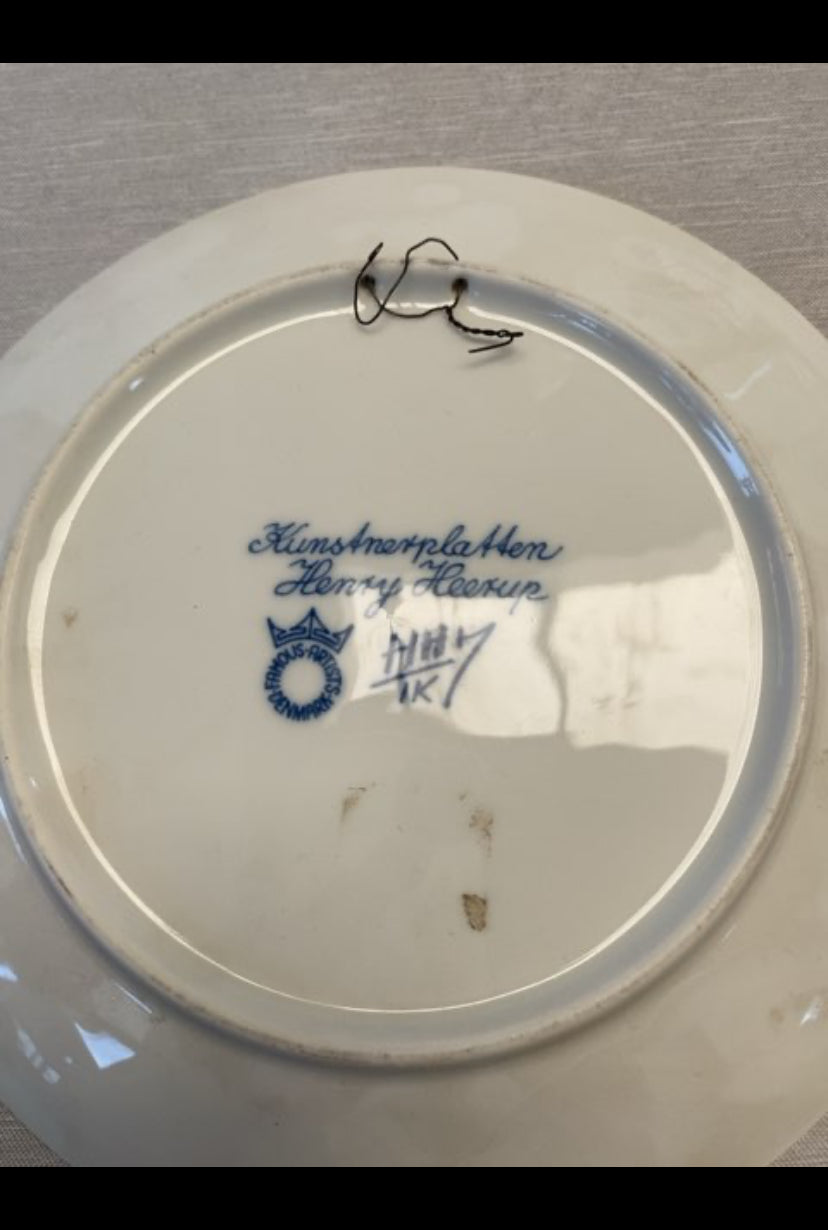 Kunstnerplatten
Henry Heerup
FAMOUS·ARTISTS
DENMARK